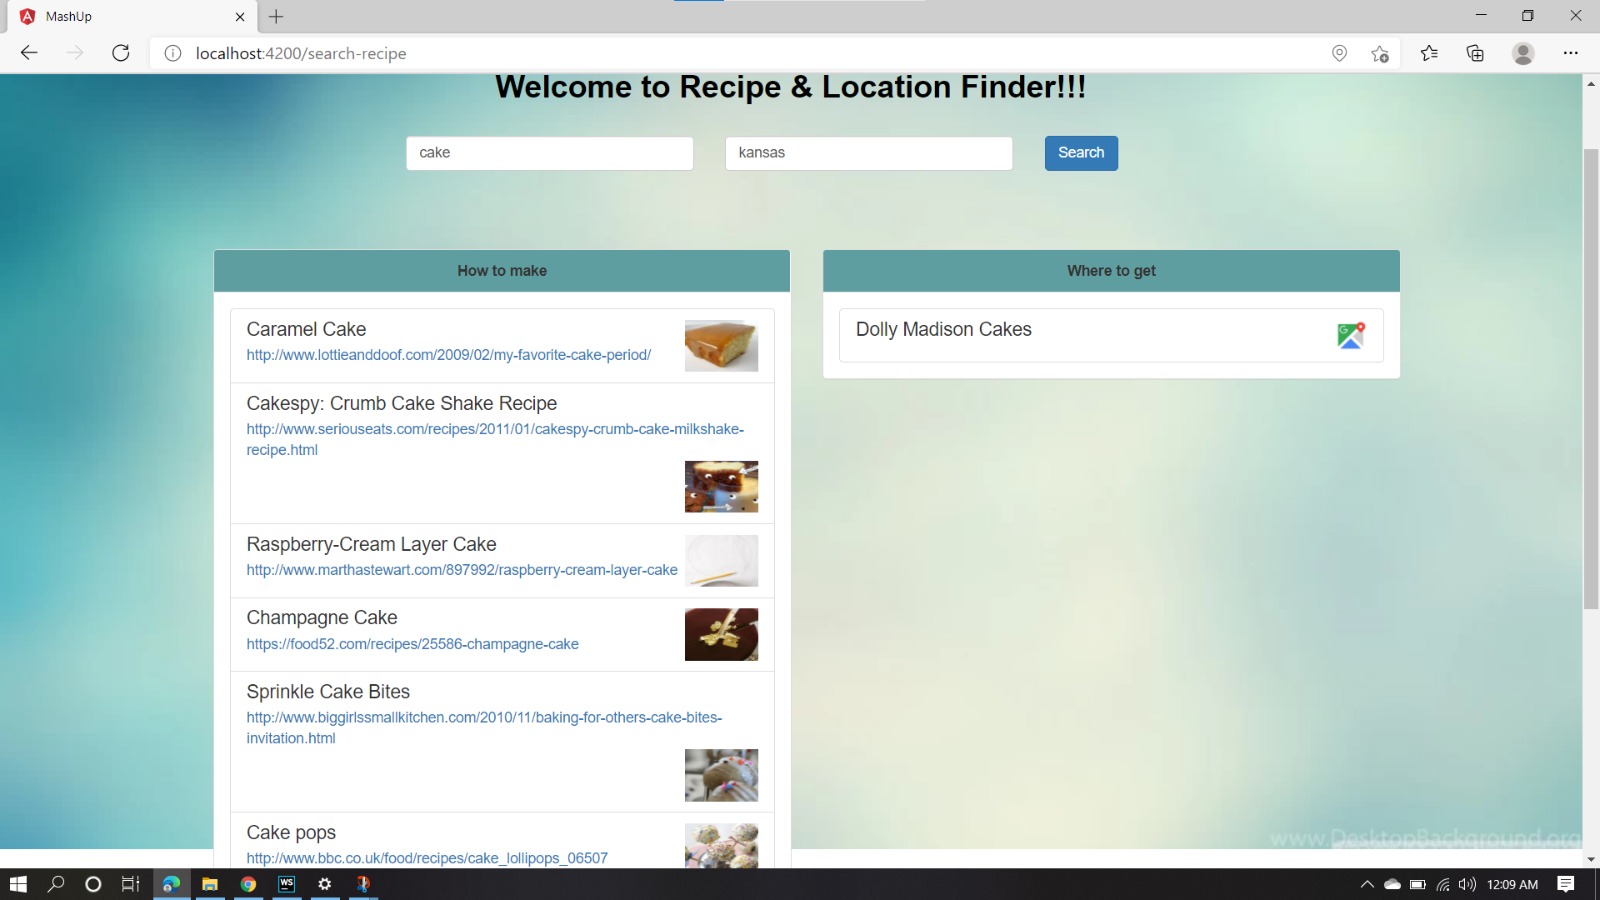 MashUp
localhost:4200/search-recipe
Welcome to Recipe & Location Finder!!!
cake
kansas
Search
How to make
Where to get
Caramel Cake
http://www.lottieanddoof.com/2009/02/my-favorite-cake-period/
Dolly Madison Cakes
Cakespy: Crumb Cake Shake Recipe
http://www.seriouseats.com/recipes/2011/01/cakespy-crumb-cake-milkshake-
recipe.html
Raspberry-Cream Layer Cake
http://www.marthastewart.com/897992/raspberry-cream-layer-cake
Champagne Cake
https://food52.com/recipes/25586-champagne-cake
Sprinkle Cake Bites
http://www.biggirlssmallkitchen.com/2010/11/baking-for-others-cake-bites-
invitation.html
Cake pops
http://www.bbc.co.uk/food/recipes/cake_lollipops_06507
www.DesktopBackground.org
WS
12:09 AM